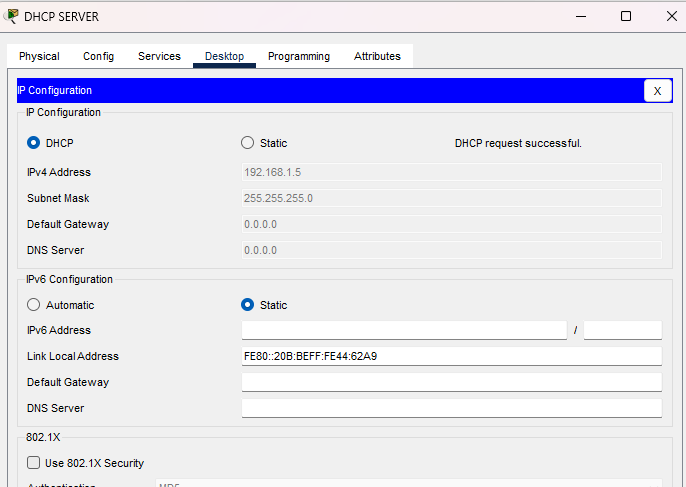 DHCP SERVER
Physical Config Services Desktop Programming Attributes
IP Configuration X
IP Configuration
DHCP Static DHCP request successful.
IPv4 Address 192.168.1.5
Subnet Mask 255.255.255.0
Default Gateway 0.0.0.0
DNS Server 0.0.0.0
IPv6 Configuration
Automatic Static
IPv6 Address /
Link Local Address FE80::20B:BEFF:FE44:62A9
Default Gateway
DNS Server
802.1X
Use 802.1X Security
Authentication MD5